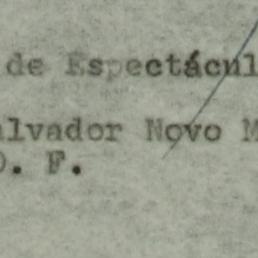 de Espectácul
alvador Novo M
D. F.